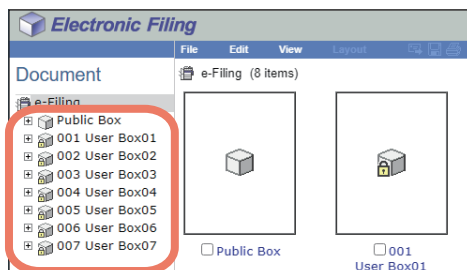 Electronic Filing
File Edit View Layout
Document
e-Filing (8 items)
e-Filing
Public Box
001 User Box01
002 User Box02
003 User Box03
004 User Box04
005 User Box05
006 User Box06
007 User Box07
Public Box
001
User Box01